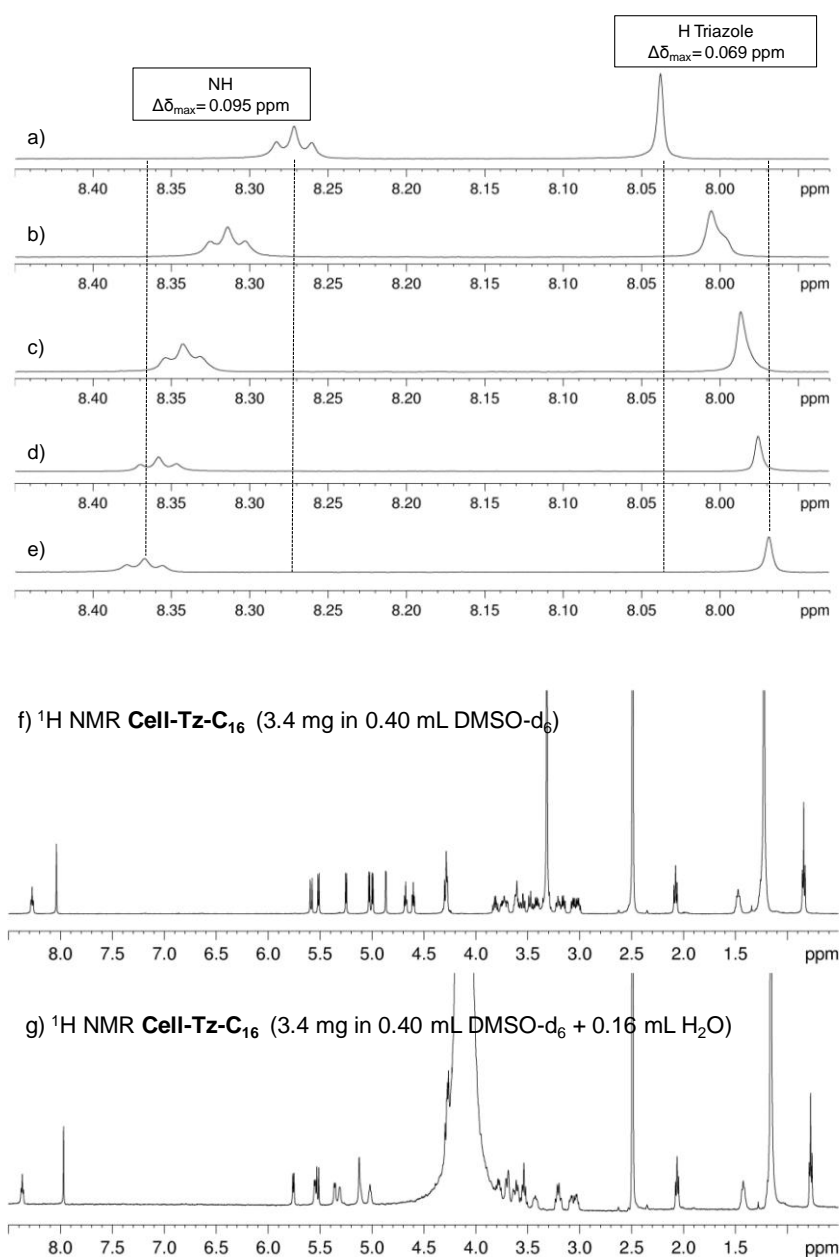 H Triazole
Δδmax= 0.069 ppm
NH
Δδmax= 0.095 ppm
a)
8.40 8.35 8.30 8.25 8.20 8.15 8.10 8.05 8.00 ppm
b)
8.40 8.35 8.30 8.25 8.20 8.15 8.10 8.05 8.00 ppm
c)
8.40 8.35 8.30 8.25 8.20 8.15 8.10 8.05 8.00 ppm
d)
8.40 8.35 8.30 8.25 8.20 8.15 8.10 8.05 8.00 ppm
e)
8.40 8.35 8.30 8.25 8.20 8.15 8.10 8.05 8.00 ppm
f) ¹H NMR Cell-Tz-C₁₆ (3.4 mg in 0.40 mL DMSO-d₆)
8.0 7.5 7.0 6.5 6.0 5.5 5.0 4.5 4.0 3.5 3.0 2.5 2.0 1.5 ppm
g) ¹H NMR Cell-Tz-C₁₆ (3.4 mg in 0.40 mL DMSO-d₆ + 0.16 mL H₂O)
8.0 7.5 7.0 6.5 6.0 5.5 5.0 4.5 4.0 3.5 3.0 2.5 2.0 1.5 ppm